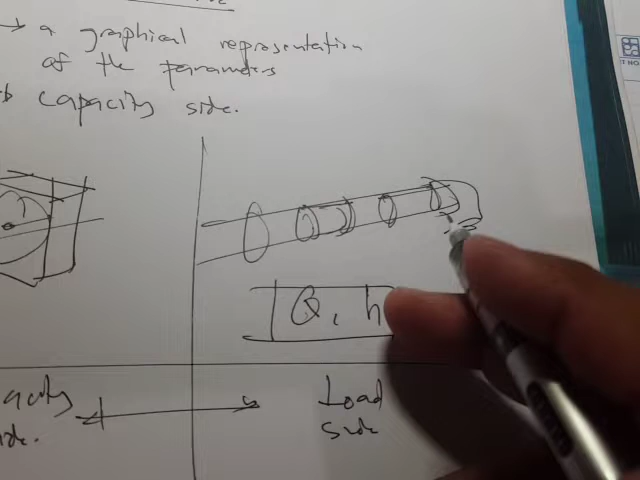 → a graphical representation
of the parameters
capacity side.
Q, h
Load
side